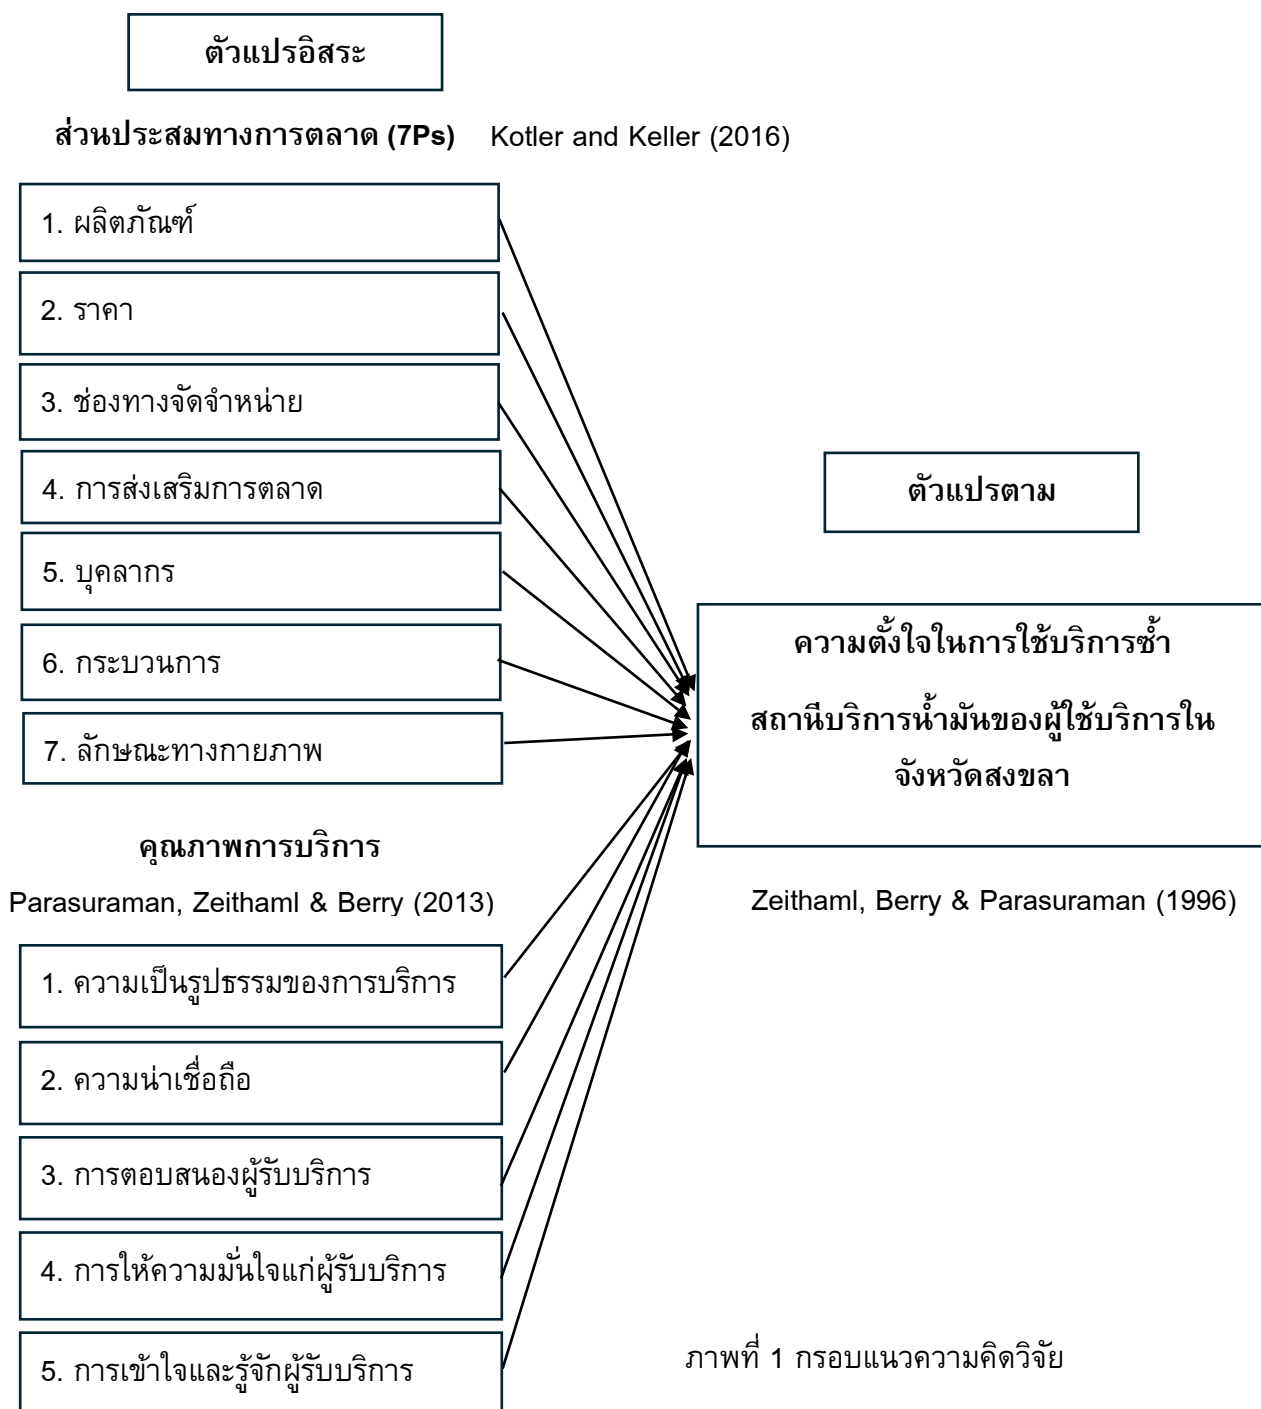 ตัวแปรอิสระ
ส่วนประสมทางการตลาด (7Ps) Kotler and Keller (2016)
1. ผลิตภัณฑ์
2. ราคา
3. ช่องทางจัดจำหน่าย
4. การส่งเสริมการตลาด
5. บุคลากร
6. กระบวนการ
7. ลักษณะทางกายภาพ
ตัวแปรตาม
ความตั้งใจในการใช้บริการซ้ำ
สถานีบริการน้ำมันของผู้ใช้บริการใน
จังหวัดสงขลา
Zeithaml, Berry & Parasuraman (1996)
คุณภาพการบริการ
Parasuraman, Zeithaml & Berry (2013)
1. ความเป็นรูปธรรมของการบริการ
2. ความน่าเชื่อถือ
3. การตอบสนองผู้รับบริการ
4. การให้ความมั่นใจแก่ผู้รับบริการ
5. การเข้าใจและรู้จักผู้รับบริการ
ภาพที่ 1 กรอบแนวความคิดวิจัย